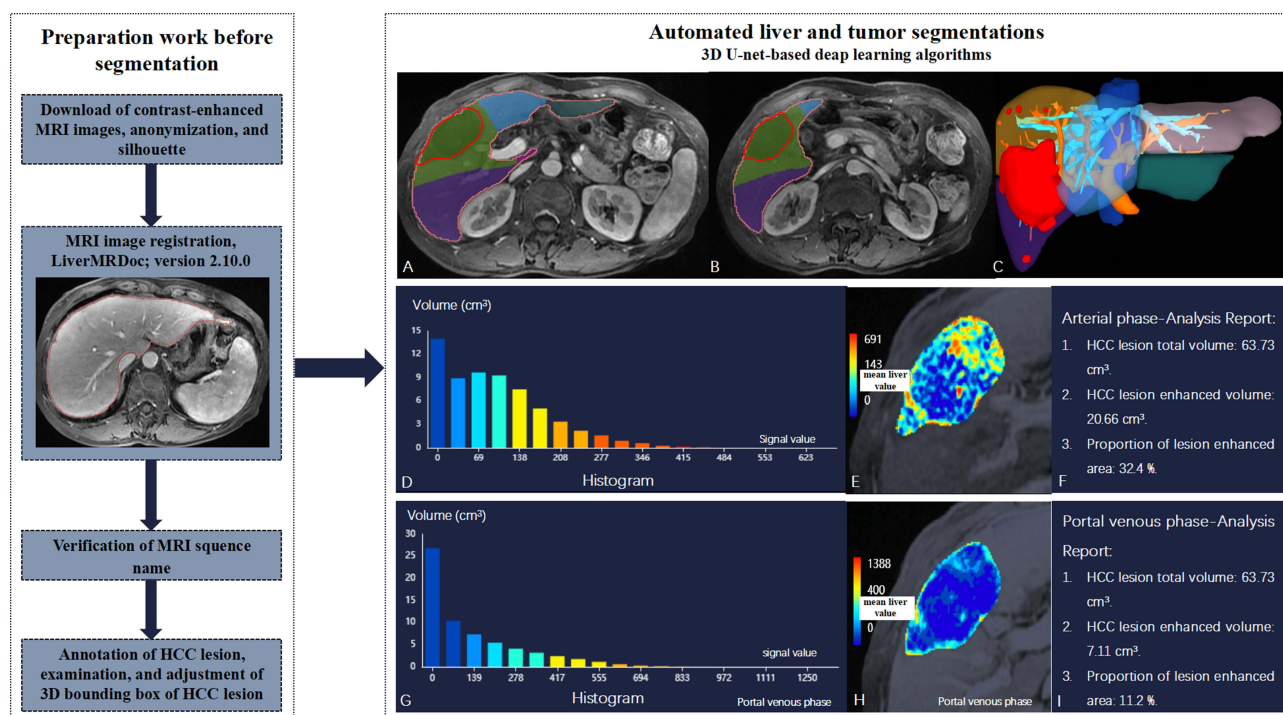 Preparation work before
segmentation
Download of contrast-enhanced
MRI images, anonymization, and
silhouette
MRI image registration,
LiverMRDoc; version 2.10.0
Verification of MRI squence
name
Annotation of HCC lesion,
examination, and adjustment of
3D bounding box of HCC lesion
Automated liver and tumor segmentations
3D U-net-based deap learning algorithms
A
B
C
Volume (cm³)
15
12
9
6
3
0
0 69 138 208 277 346 415 484 553 623
Signal value
D
Histogram
691
143
mean liver
value
0
E
Arterial phase-Analysis Report:
1. HCC lesion total volume: 63.73
cm³.
2. HCC lesion enhanced volume:
20.66 cm³.
3. Proportion of lesion enhanced
area: 32.4 %.
F
Volume (cm³)
30
25
20
15
10
5
0
0 139 278 417 555 694 833 972 1111 1250
signal value
G
Histogram
Portal venous phase
1388
400
mean liver
value
0
H
Portal venous phase
Portal venous phase-Analysis
Report:
1. HCC lesion total volume: 63.73
cm³.
2. HCC lesion enhanced volume:
7.11 cm³.
3. Proportion of lesion enhanced
area: 11.2 %.
I